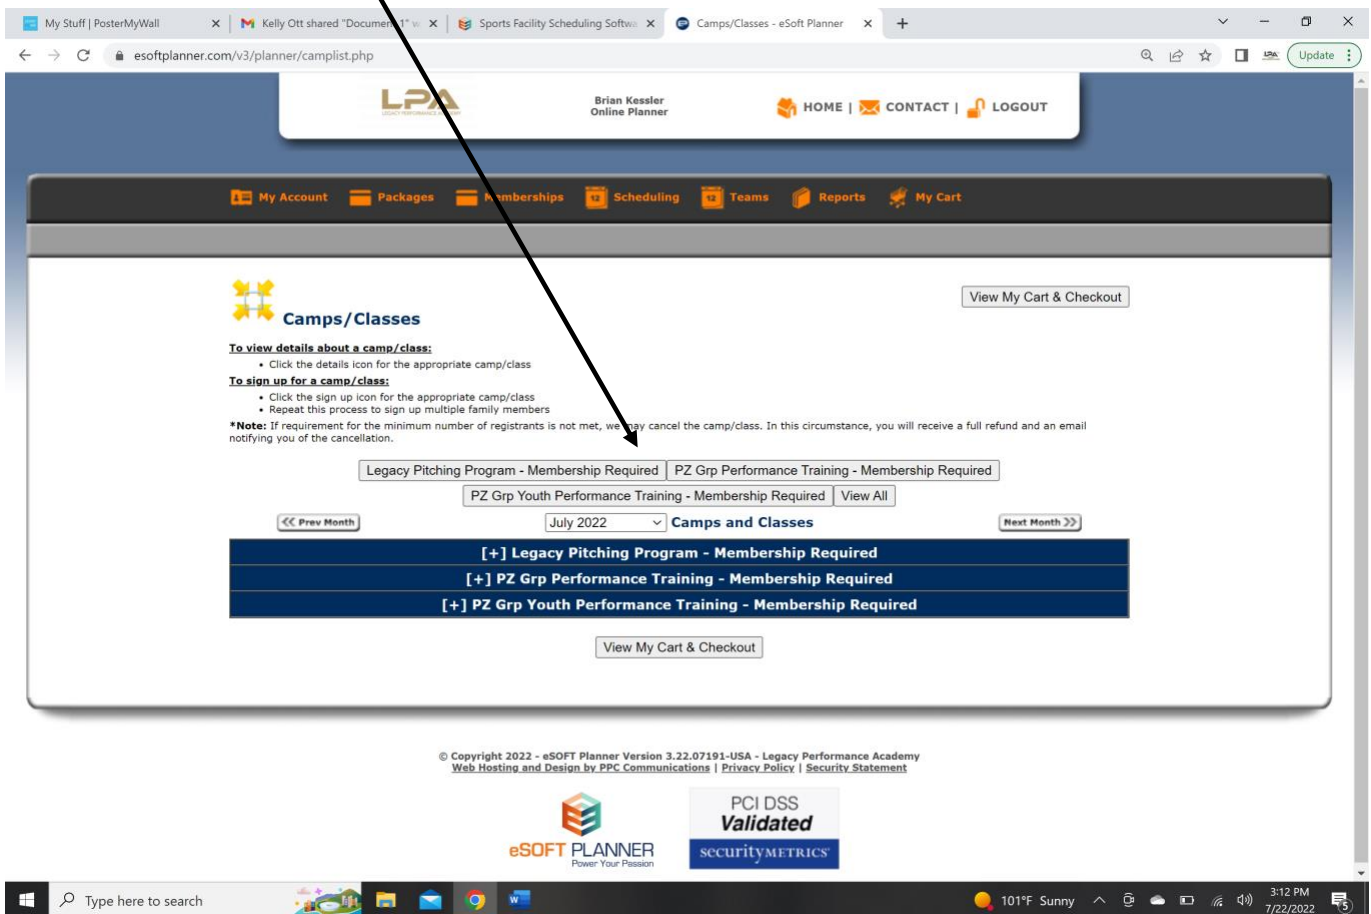 My Stuff | PosterMyWall
Kelly Ott shared "Document 1" w
Sports Facility Scheduling Softwa
Camps/Classes - eSoft Planner
esoftplanner.com/v3/planner/camplist.php
LPA
Update
LPA
LEGACY PERFORMANCE ACADEMY
Brian Kessler
Online Planner
HOME | CONTACT | LOGOUT
My Account Packages Memberships 12 Scheduling 12 Teams Reports My Cart
Camps/Classes
View My Cart & Checkout
To view details about a camp/class:
• Click the details icon for the appropriate camp/class
To sign up for a camp/class:
• Click the sign up icon for the appropriate camp/class
• Repeat this process to sign up multiple family members
*Note: If requirement for the minimum number of registrants is not met, we may cancel the camp/class. In this circumstance, you will receive a full refund and an email
notifying you of the cancellation.
Legacy Pitching Program - Membership Required PZ Grp Performance Training - Membership Required
PZ Grp Youth Performance Training - Membership Required View All
<< Prev Month July 2022 Camps and Classes Next Month >>
[+] Legacy Pitching Program - Membership Required
[+] PZ Grp Performance Training - Membership Required
[+] PZ Grp Youth Performance Training - Membership Required
View My Cart & Checkout
© Copyright 2022 - eSOFT Planner Version 3.22.07191-USA - Legacy Performance Academy
Web Hosting and Design by PPC Communications | Privacy Policy | Security Statement
eSOFT PLANNER
Power Your Passion
PCI DSS
Validated
securityMETRICS
Type here to search
101°F Sunny
3:12 PM
7/22/2022
5